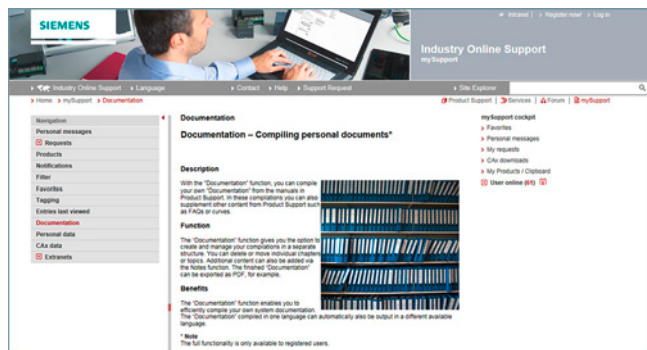 SIEMENS
Intranet | Register now! Log in
Industry Online Support
mySupport
Industry Online Support Language Contact Help Support Request Site Explorer
Home mySupport Documentation Product Support | Services | Forum | mySupport
Navigation
Personal messages
Requests
Products
Notifications
Filter
Favorites
Tagging
Entries last viewed
Documentation
Personal data
CAx data
Extranets
Documentation
Documentation – Compiling personal documents*
Description
With the "Documentation" function, you can compile
your own "Documentation" from the manuals in
Product Support. In these compilations you can also
supplement other content from Product Support such
as FAQs or curves.
Function
The "Documentation" function gives you the option to
create and manage your compilations in a separate
structure. You can delete or move individual chapters
or topics. Additional content can also be added via
the Notes function. The finished "Documentation"
can be exported as PDF, for example.
Benefits
The "Documentation" function enables you to
efficiently compile your own system documentation.
The "Documentation" compiled in one language can automatically also be output in a different available
language.
* Note
The full functionality is only available to registered users.
mySupport cockpit
Favorites
Personal messages
My requests
CAx downloads
My Products / Clipboard
User online (61)